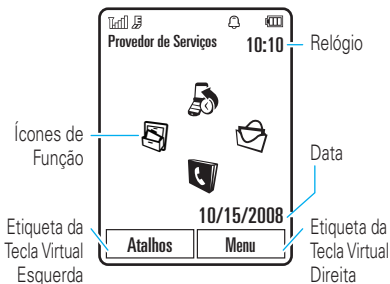 Provedor de Serviços
10:10
Relógio
Ícones de
Função
Data
10/15/2008
Etiqueta da
Tecla Virtual
Esquerda
Atalhos
Menu
Etiqueta da
Tecla Virtual
Direita